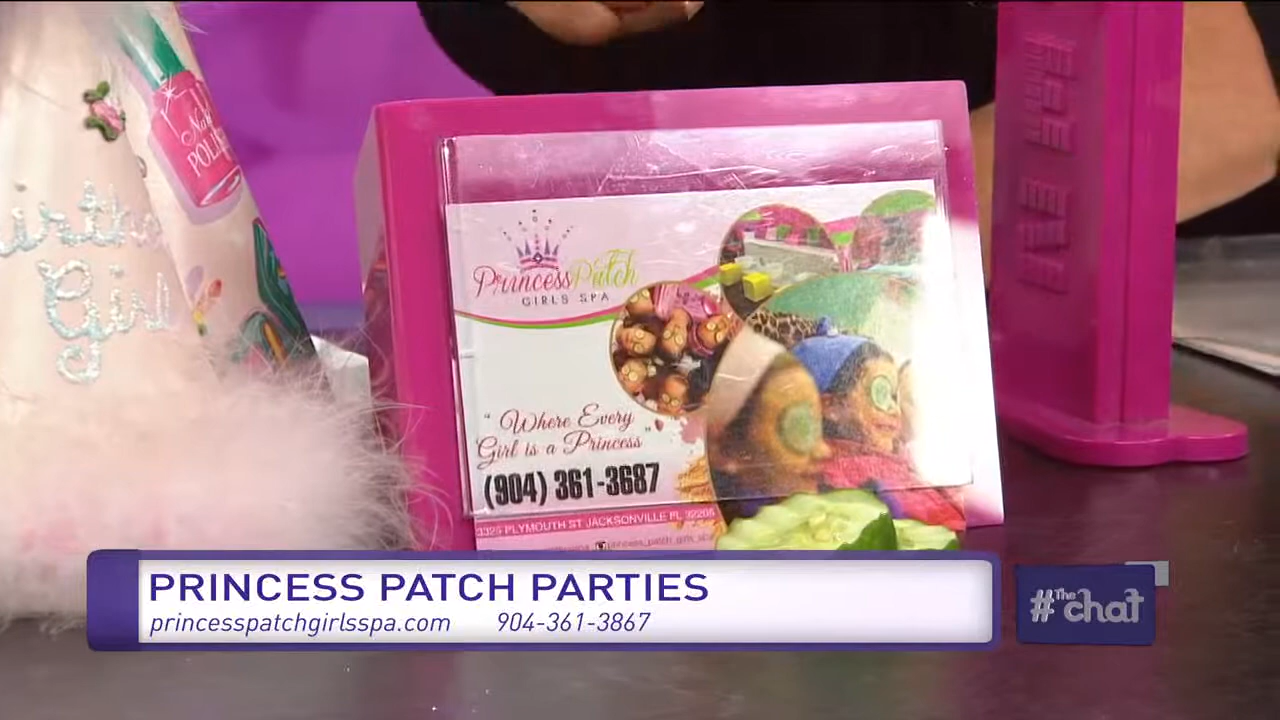 Nail
POLISH
Birthday
Girl
Princess Patch
GIRLS SPA
"Where Every
Girl is a Princess"
(904) 361-3687
3325 PLYMOUTH ST JACKSONVILLE FL 32205
princess_patch_girls_spa
PRINCESS PATCH PARTIES
princesspatchgirlsspa.com 904-361-3867
#The chat